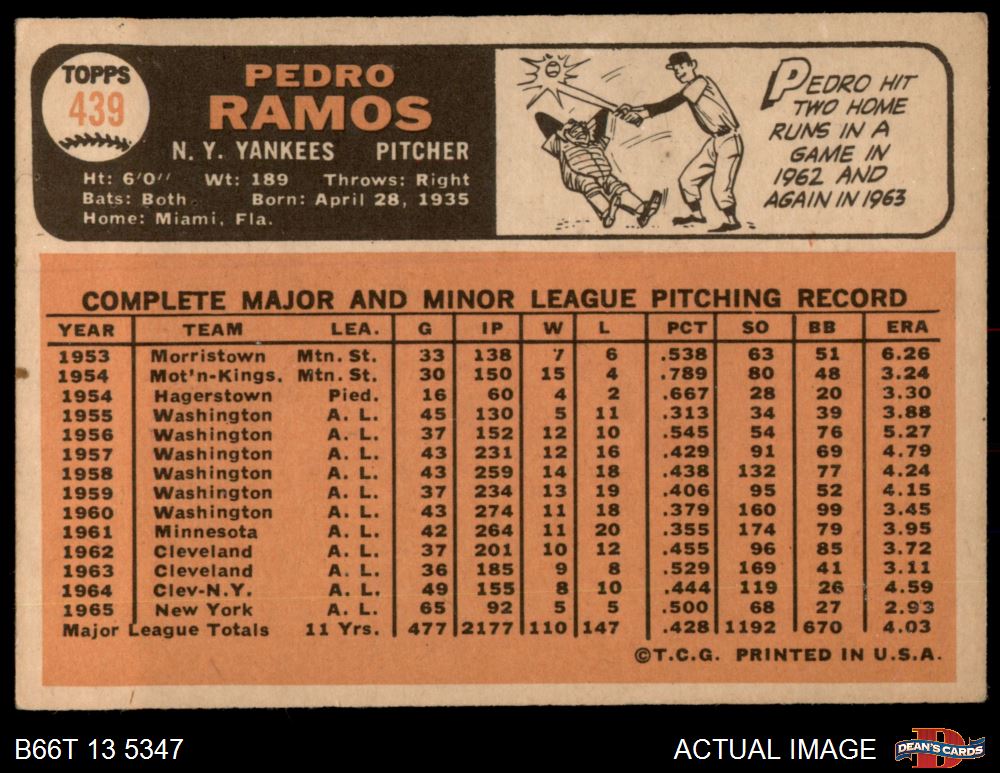 TOPPS
439
PEDRO
RAMOS
N. Y. YANKEES PITCHER
Ht: 6'0" Wt: 189 Throws: Right
Bats: Both Born: April 28, 1935
Home: Miami, Fla.
PEDRO HIT
TWO HOME
RUNS IN A
GAME IN
1962 AND
AGAIN IN 1963
COMPLETE MAJOR AND MINOR LEAGUE PITCHING RECORD
YEAR TEAM LEA. G IP W L PCT SO BB ERA
1953 Morristown Mtn. St. 33 138 7 6 .538 63 51 6.26
1954 Mot'n-Kings. Mtn. St. 30 150 15 4 .789 80 48 3.24
1954 Hagerstown Pied. 16 60 4 2 .667 28 20 3.30
1955 Washington A. L. 45 130 5 11 .313 34 39 3.88
1956 Washington A. L. 37 152 12 10 .545 54 76 5.27
1957 Washington A. L. 43 231 12 16 .429 91 69 4.79
1958 Washington A. L. 43 259 14 18 .438 132 77 4.24
1959 Washington A. L. 37 234 13 19 .406 95 52 4.15
1960 Washington A. L. 43 274 11 18 .379 160 99 3.45
1961 Minnesota A. L. 42 264 11 20 .355 174 79 3.95
1962 Cleveland A. L. 37 201 10 12 .455 96 85 3.72
1963 Cleveland A. L. 36 185 9 8 .529 169 41 3.11
1964 Clev-N.Y. A. L. 49 155 8 10 .444 119 26 4.59
1965 New York A. L. 65 92 5 5 .500 68 27 2.93
Major League Totals 11 Yrs. 477 2177 110 147 .428 1192 670 4.03
©T.C.G. PRINTED IN U.S.A.
B66T 13 5347
ACTUAL IMAGE
D
DEAN'S CARDS